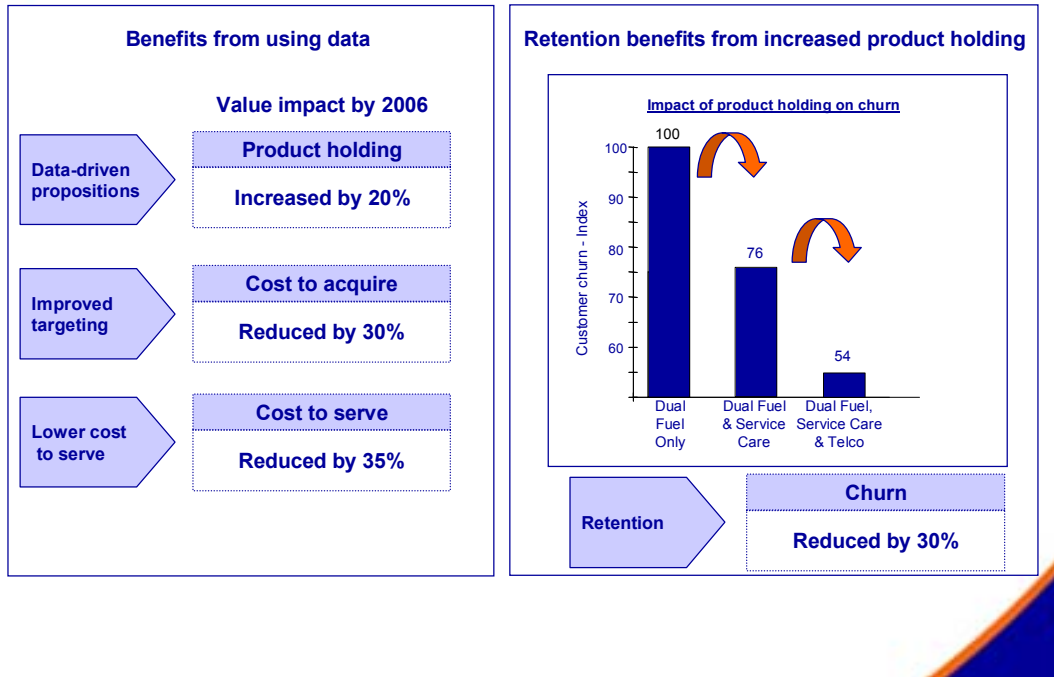 Benefits from using data
Value impact by 2006
Data-driven
propositions
Product holding
Increased by 20%
Improved
targeting
Cost to acquire
Reduced by 30%
Lower cost
to serve
Cost to serve
Reduced by 35%
Retention benefits from increased product holding
Impact of product holding on churn
Customer churn - Index
100
90
80
70
60
100
76
54
Dual
Fuel
Only
Dual Fuel
& Service
Care
Dual Fuel,
Service Care
& Telco
Retention
Churn
Reduced by 30%